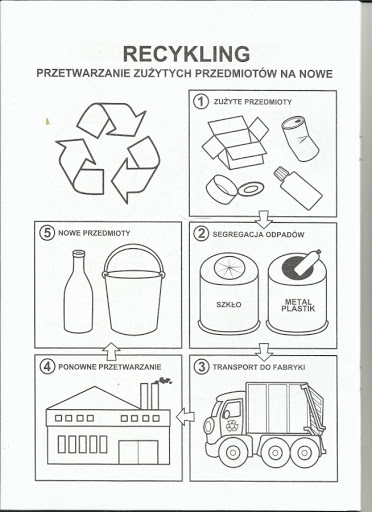 RECYKLING
PRZETWARZANIE ZUŻYTYCH PRZEDMIOTÓW NA NOWE
1 ZUŻYTE PRZEDMIOTY
5 NOWE PRZEDMIOTY
2 SEGREGACJA ODPADÓW
SZKŁO
METAL
PLASTIK
4 PONOWNE PRZETWARZANIE
3 TRANSPORT DO FABRYKI